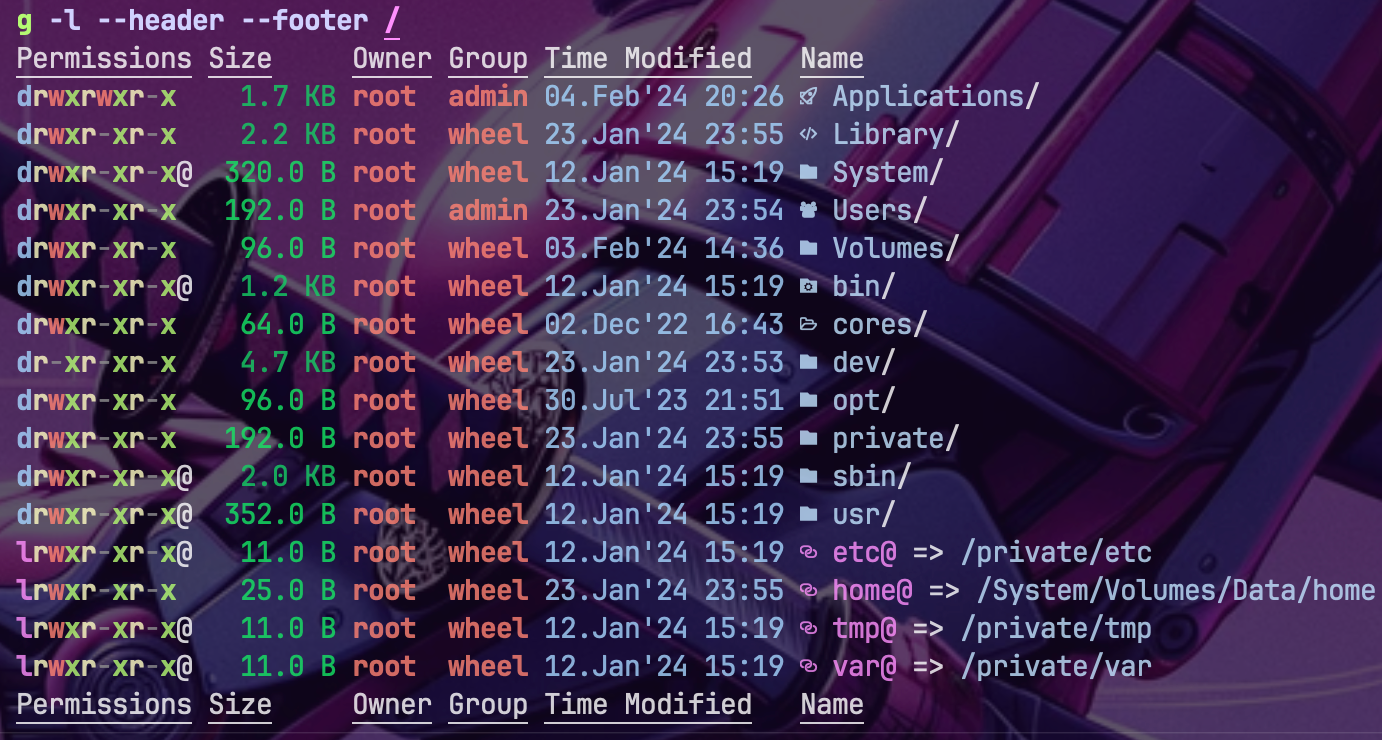 g -l --header --footer /
Permissions Size Owner Group Time Modified Name
drwxrwxr-x 1.7 KB root admin 04.Feb'24 20:26 Applications/
drwxr-xr-x 2.2 KB root wheel 23.Jan'24 23:55 Library/
drwxr-xr-x@ 320.0 B root wheel 12.Jan'24 15:19 System/
drwxr-xr-x 192.0 B root admin 23.Jan'24 23:54 Users/
drwxr-xr-x 96.0 B root wheel 03.Feb'24 14:36 Volumes/
drwxr-xr-x@ 1.2 KB root wheel 12.Jan'24 15:19 bin/
drwxr-xr-x 64.0 B root wheel 02.Dec'22 16:43 cores/
dr-xr-xr-x 4.7 KB root wheel 23.Jan'24 23:53 dev/
drwxr-xr-x 96.0 B root wheel 30.Jul'23 21:51 opt/
drwxr-xr-x 192.0 B root wheel 23.Jan'24 23:55 private/
drwxr-xr-x@ 2.0 KB root wheel 12.Jan'24 15:19 sbin/
drwxr-xr-x@ 352.0 B root wheel 12.Jan'24 15:19 usr/
lrwxr-xr-x@ 11.0 B root wheel 12.Jan'24 15:19 etc@ => /private/etc
lrwxr-xr-x 25.0 B root wheel 23.Jan'24 23:55 home@ => /System/Volumes/Data/home
lrwxr-xr-x@ 11.0 B root wheel 12.Jan'24 15:19 tmp@ => /private/tmp
lrwxr-xr-x@ 11.0 B root wheel 12.Jan'24 15:19 var@ => /private/var
Permissions Size Owner Group Time Modified Name